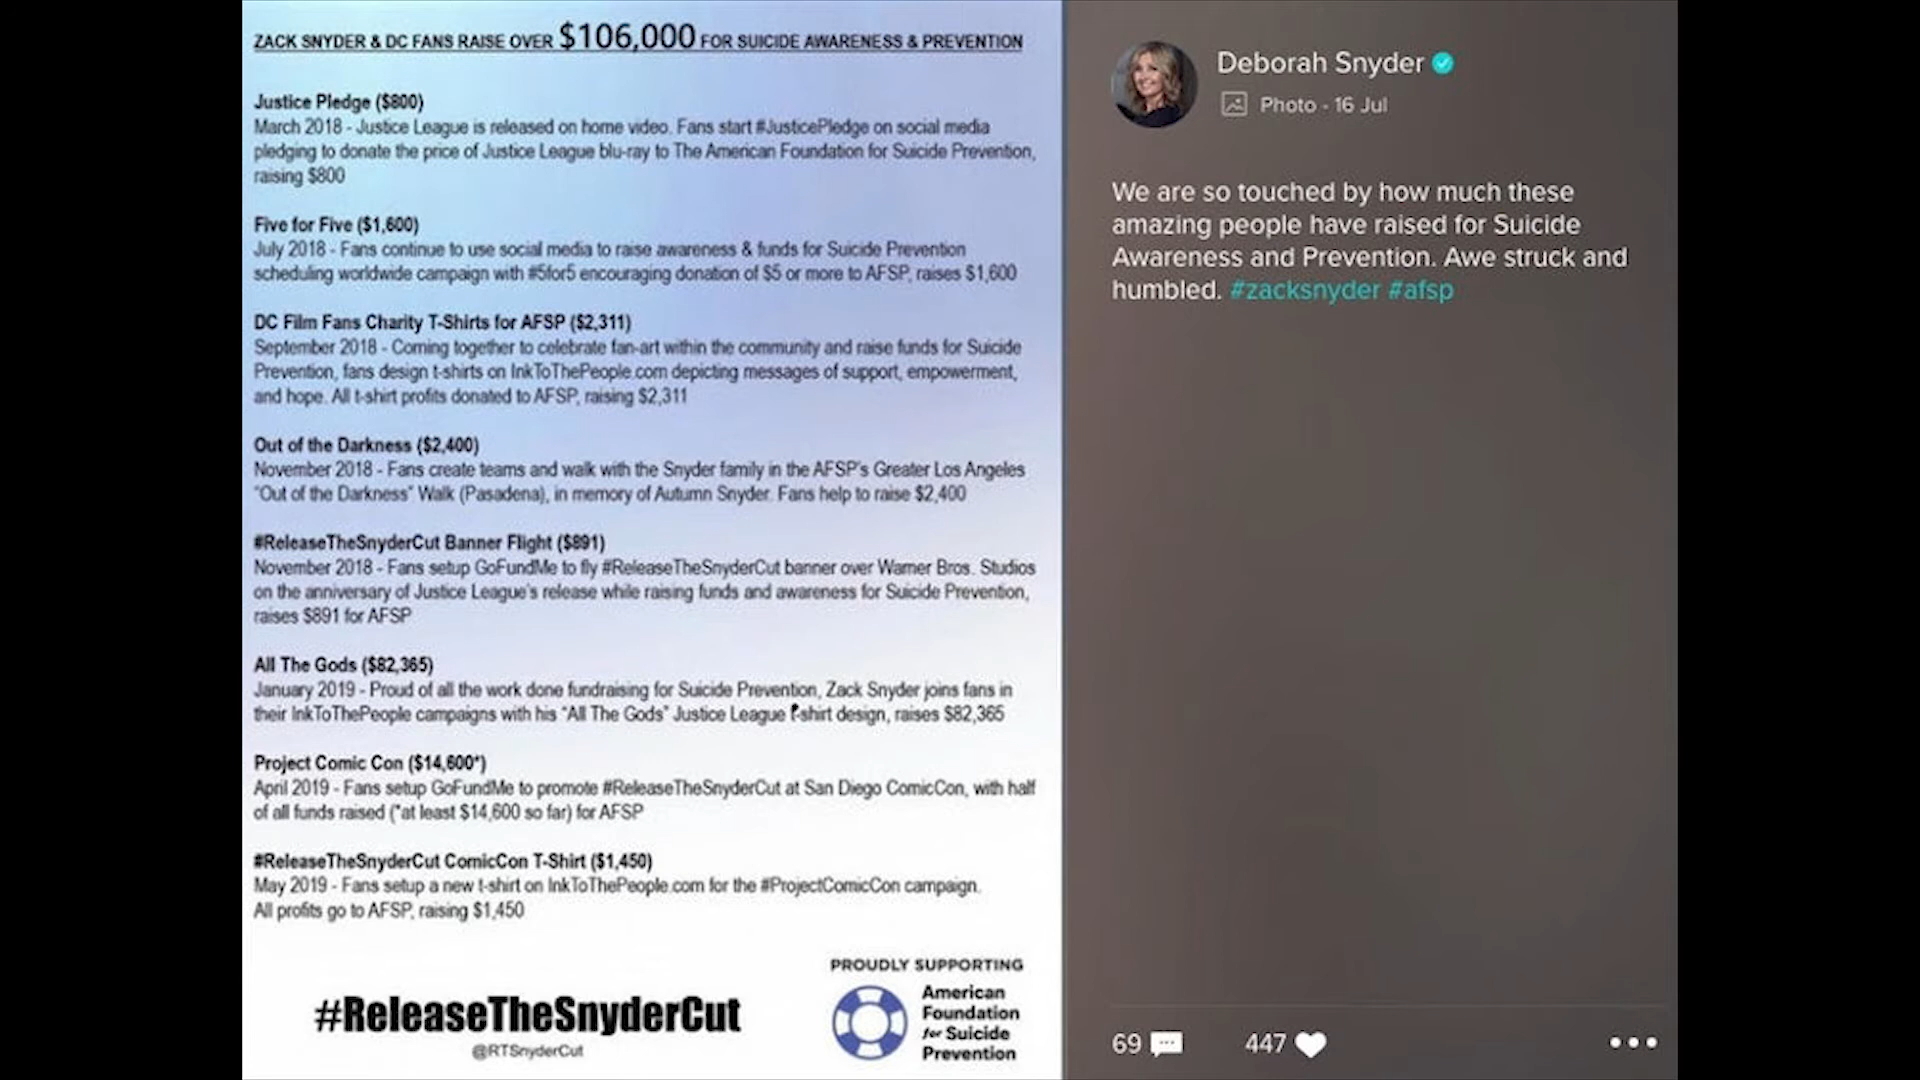 ZACK SNYDER & DC FANS RAISE OVER $106,000 FOR SUICIDE AWARENESS & PREVENTION
Justice Pledge ($800)
March 2018 - Justice League is released on home video. Fans start #JusticePledge on social media
pledging to donate the price of Justice League blu-ray to The American Foundation for Suicide Prevention,
raising $800
Five for Five ($1,600)
July 2018 - Fans continue to use social media to raise awareness & funds for Suicide Prevention
scheduling worldwide campaign with #5for5 encouraging donation of $5 or more to AFSP, raises $1,600
DC Film Fans Charity T-Shirts for AFSP ($2,311)
September 2018 - Coming together to celebrate fan-art within the community and raise funds for Suicide
Prevention, fans design t-shirts on InkToThePeople.com depicting messages of support, empowerment,
and hope. All t-shirt profits donated to AFSP, raising $2,311
Out of the Darkness ($2,400)
November 2018 - Fans create teams and walk with the Snyder family in the AFSP's Greater Los Angeles
"Out of the Darkness" Walk (Pasadena), in memory of Autumn Snyder. Fans help to raise $2,400
#ReleaseTheSnyderCut Banner Flight ($891)
November 2018 - Fans setup GoFundMe to fly #ReleaseTheSnyderCut banner over Warner Bros. Studios
on the anniversary of Justice League's release while raising funds and awareness for Suicide Prevention,
raises $891 for AFSP
All The Gods ($82,365)
January 2019 - Proud of all the work done fundraising for Suicide Prevention, Zack Snyder joins fans in
their InkToThePeople campaigns with his "All The Gods" Justice League t-shirt design, raises $82,365
Project Comic Con ($14,600*)
April 2019 - Fans setup GoFundMe to promote #ReleaseTheSnyderCut at San Diego ComicCon, with half
of all funds raised (*at least $14,600 so far) for AFSP
#ReleaseTheSnyderCut ComicCon T-Shirt ($1,450)
May 2019 - Fans setup a new t-shirt on InkToThePeople.com for the #ProjectComicCon campaign.
All profits go to AFSP, raising $1,450
#ReleaseTheSnyderCut
@RTSnyderCut
PROUDLY SUPPORTING
American
Foundation
for Suicide
Prevention
Deborah Snyder
Photo - 16 Jul
We are so touched by how much these
amazing people have raised for Suicide
Awareness and Prevention. Awe struck and
humbled. #zacksnyder #afsp
69
447